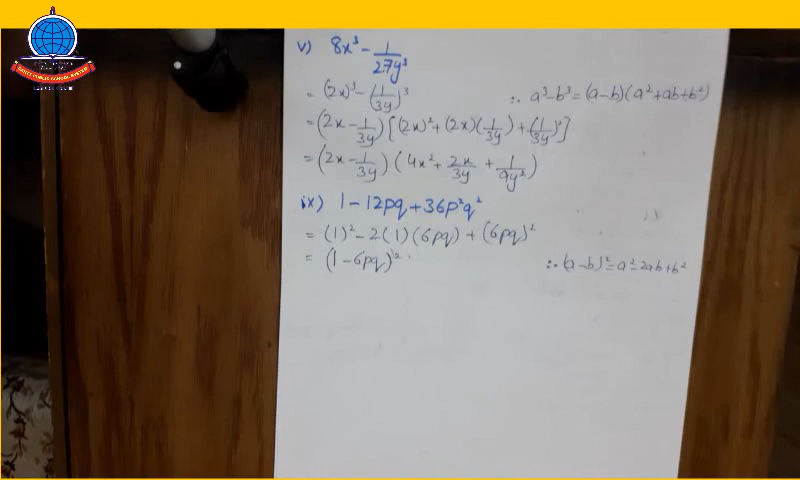 v) 8x³ - 1/27y³
= (2x)³ - (1/3y)³ ∵ a³-b³ = (a-b)(a²+ab+b²)
= (2x - 1/3y) [(2x)² + (2x)(1/3y) + (1/3y)²]
= (2x - 1/3y) (4x² + 2x/3y + 1/9y²)
ix) 1 - 12pq + 36p²q²
= (1)² - 2(1)(6pq) + (6pq)²
= (1 - 6pq)² ∵ (a-b)² = a²-2ab+b²